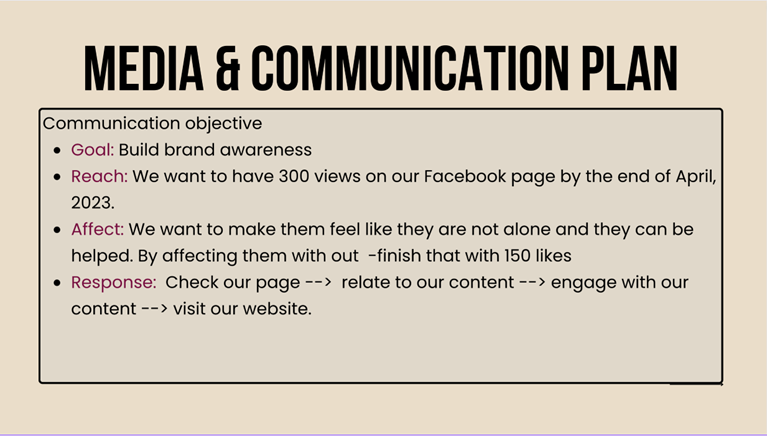 MEDIA & COMMUNICATION PLAN
Communication objective
• Goal: Build brand awareness
• Reach: We want to have 300 views on our Facebook page by the end of April,
2023.
• Affect: We want to make them feel like they are not alone and they can be
helped. By affecting them with out -finish that with 150 likes
• Response: Check our page --> relate to our content --> engage with our
content --> visit our website.